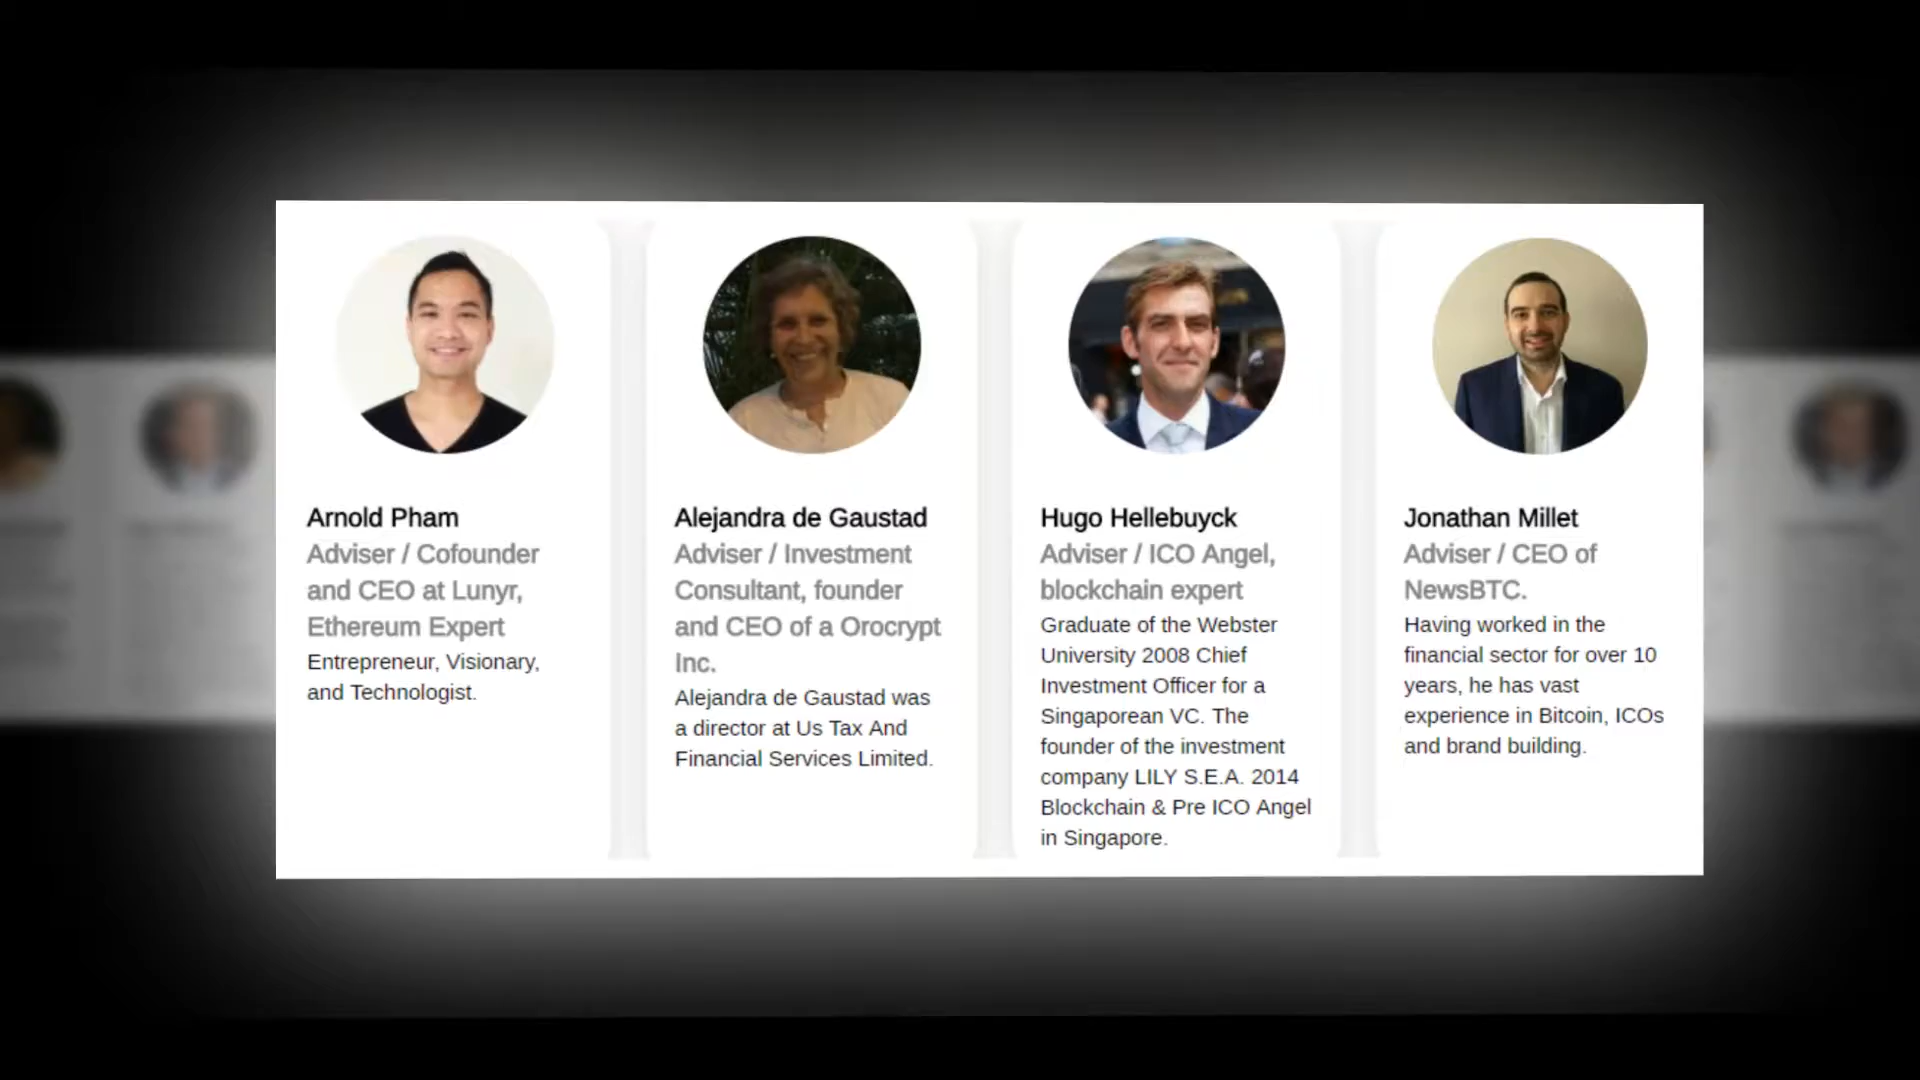 Arnold Pham
Adviser / Cofounder
and CEO at Lunyr,
Ethereum Expert
Entrepreneur, Visionary,
and Technologist.
Alejandra de Gaustad
Adviser / Investment
Consultant, founder
and CEO of a Orocrypt
Inc.
Alejandra de Gaustad was
a director at Us Tax And
Financial Services Limited.
Hugo Hellebuyck
Adviser / ICO Angel,
blockchain expert
Graduate of the Webster
University 2008 Chief
Investment Officer for a
Singaporean VC. The
founder of the investment
company LILY S.E.A. 2014
Blockchain & Pre ICO Angel
in Singapore.
Jonathan Millet
Adviser / CEO of
NewsBTC.
Having worked in the
financial sector for over 10
years, he has vast
experience in Bitcoin, ICOs
and brand building.